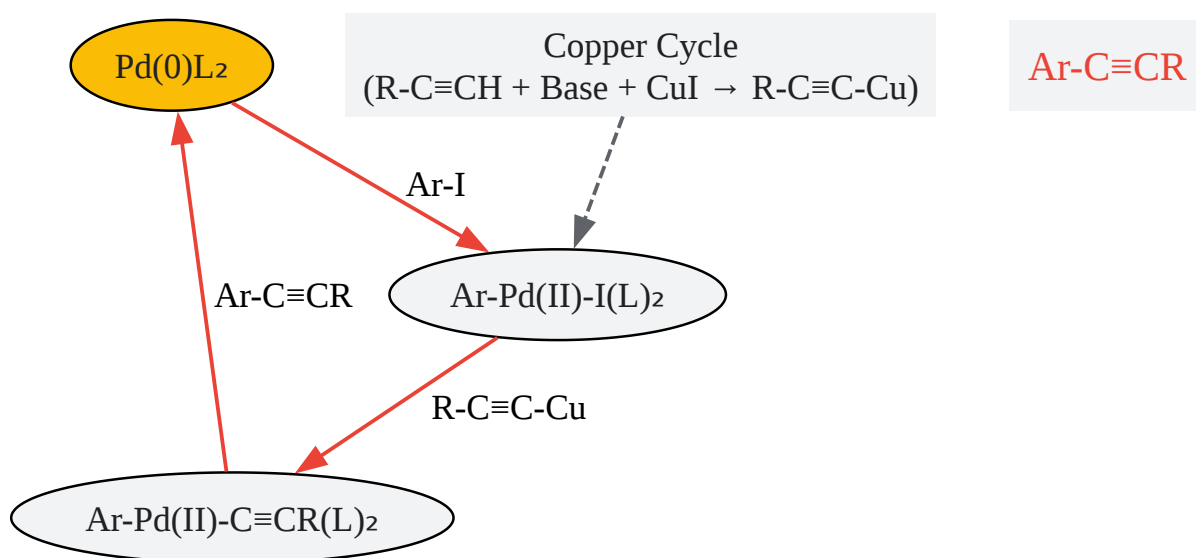 Pd(0)L₂
Copper Cycle
(R-C≡CH + Base + CuI → R-C≡C-Cu)
Ar-C≡CR
Ar-I
Ar-C≡CR
Ar-Pd(II)-I(L)₂
R-C≡C-Cu
Ar-Pd(II)-C≡CR(L)₂